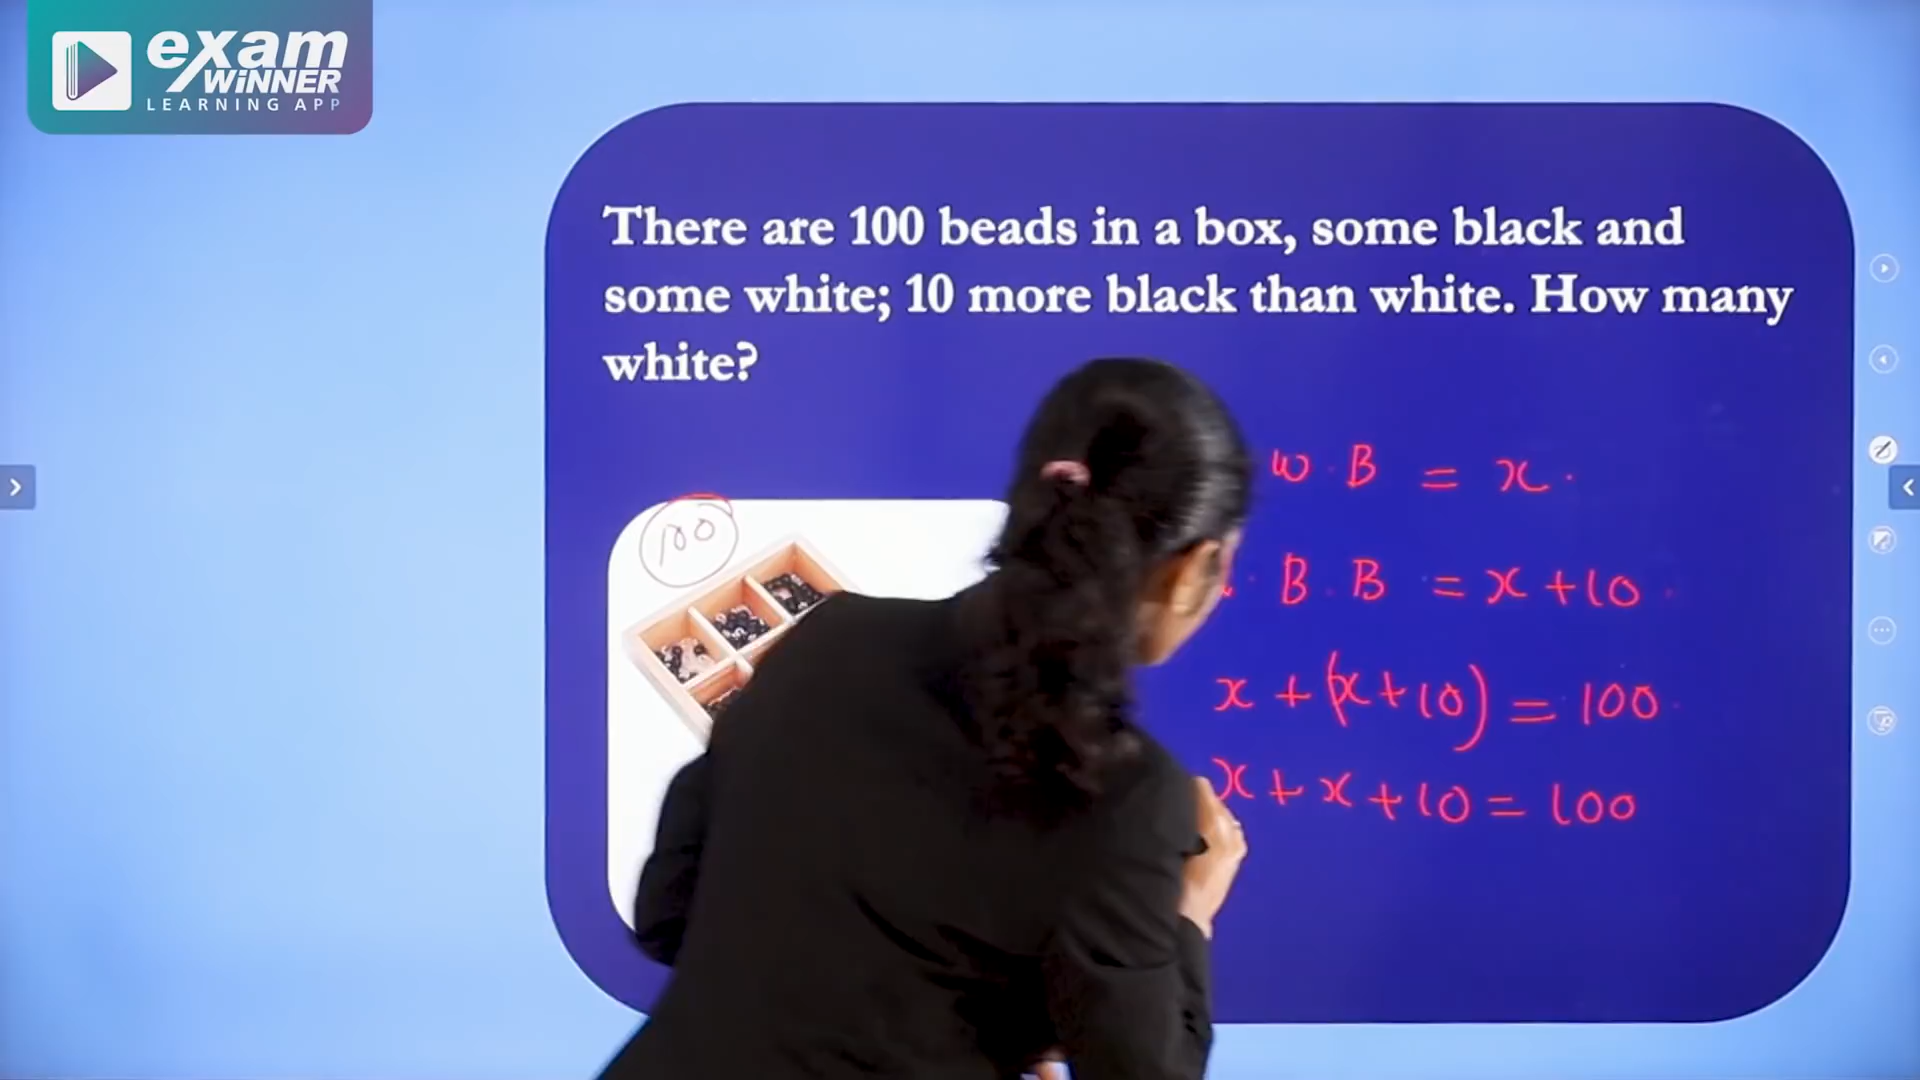 exam
WiNNER
LEARNING APP
There are 100 beads in a box, some black and
some white; 10 more black than white. How many
white?
100
W.B = x.
B.B = x+10.
x + (x+10) = 100
x + x + 10 = 100